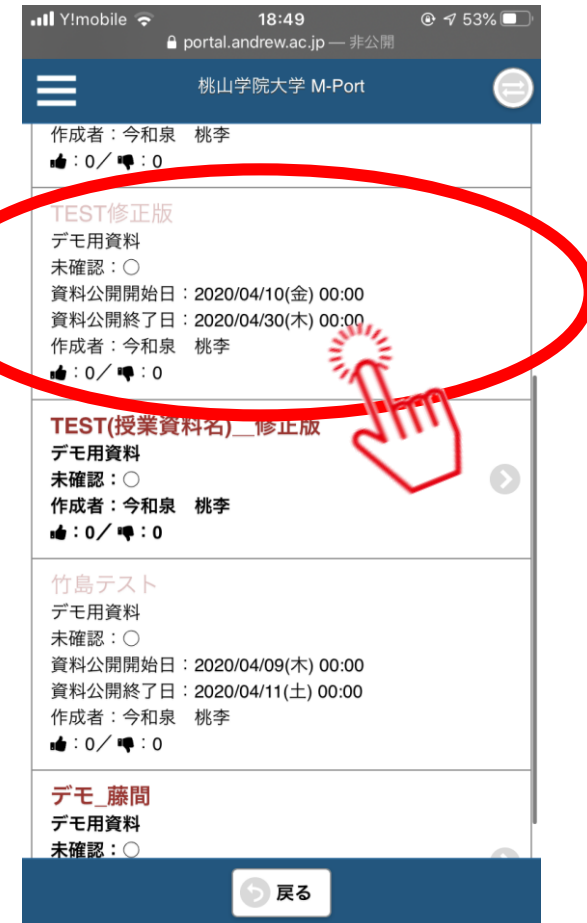 Y!mobile 18:49 53%
portal.andrew.ac.jp — 非公開
桃山学院大学 M-Port
作成者：今和泉　桃李
：0／ ：0
TEST修正版
デモ用資料
未確認：○
資料公開開始日：2020/04/10(金) 00:00
資料公開終了日：2020/04/30(木) 00:00
作成者：今和泉　桃李
：0／ ：0
TEST(授業資料名)__修正版
デモ用資料
未確認：○
作成者：今和泉　桃李
：0／ ：0
竹島テスト
デモ用資料
未確認：○
資料公開開始日：2020/04/09(木) 00:00
資料公開終了日：2020/04/11(土) 00:00
作成者：今和泉　桃李
：0／ ：0
デモ_藤間
デモ用資料
未確認：○
戻る